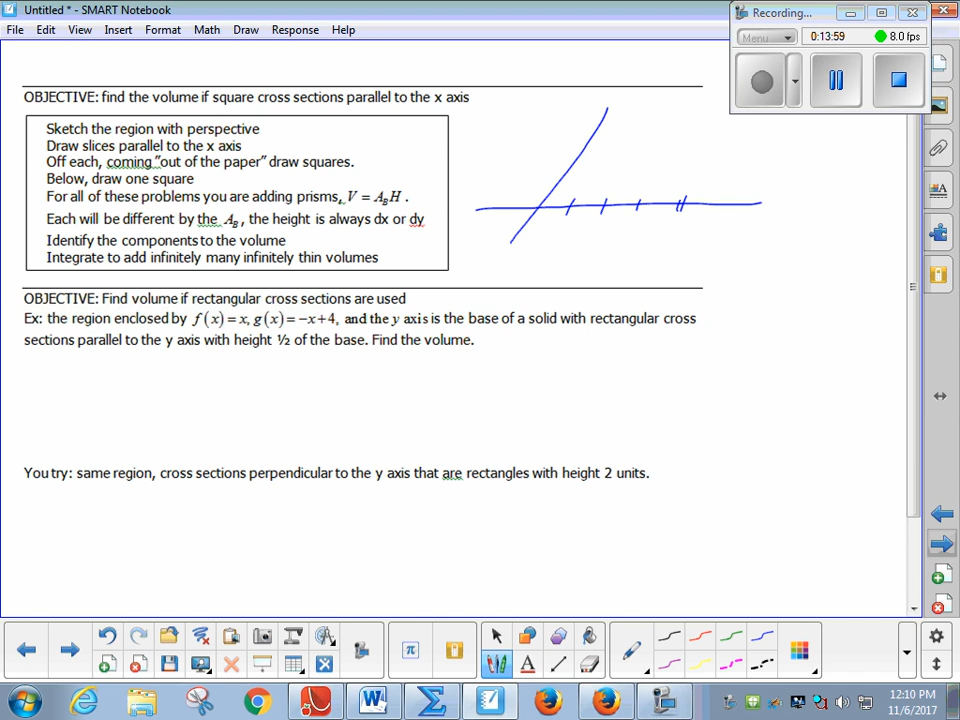 Untitled * - SMART Notebook
Recording...
File Edit View Insert Format Math Draw Response Help
Menu
0:13:59
8.0 fps
OBJECTIVE: find the volume if square cross sections parallel to the x axis
Sketch the region with perspective
Draw slices parallel to the x axis
Off each, coming "out of the paper" draw squares.
Below, draw one square
For all of these problems you are adding prisms, V = A_B H .
Each will be different by the A_B , the height is always dx or dy
Identify the components to the volume
Integrate to add infinitely many infinitely thin volumes
OBJECTIVE: Find volume if rectangular cross sections are used
Ex: the region enclosed by f(x) = x, g(x) = −x+4, and the y axis is the base of a solid with rectangular cross
sections parallel to the y axis with height ½ of the base. Find the volume.
You try: same region, cross sections perpendicular to the y axis that are rectangles with height 2 units.
12:10 PM
11/6/2017